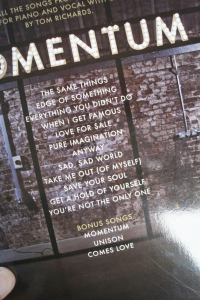 ALL THE SONGS FRO
FOR PIANO AND VOCAL WITH
BY TOM RICHARDS.
OMENTUM
THE SAME THINGS
EDGE OF SOMETHING
EVERYTHING YOU DIDN'T DO
WHEN I GET FAMOUS
LOVE FOR SALE
PURE IMAGINATION
ANYWAY
SAD, SAD WORLD
TAKE ME OUT (OF MYSELF)
SAVE YOUR SOUL
GET A HOLD OF YOURSELF
YOU'RE NOT THE ONLY ONE
BONUS SONGS
MOMENTUM
UNISON
COMES LOVE